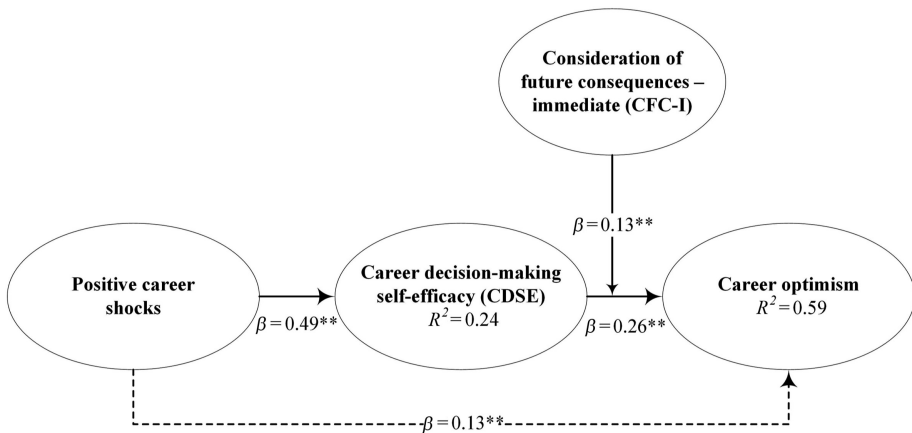 Consideration of
future consequences –
immediate (CFC-I)
β = 0.13**
Positive career
shocks
β = 0.49**
Career decision-making
self-efficacy (CDSE)
R² = 0.24
β = 0.26**
Career optimism
R² = 0.59
β = 0.13**